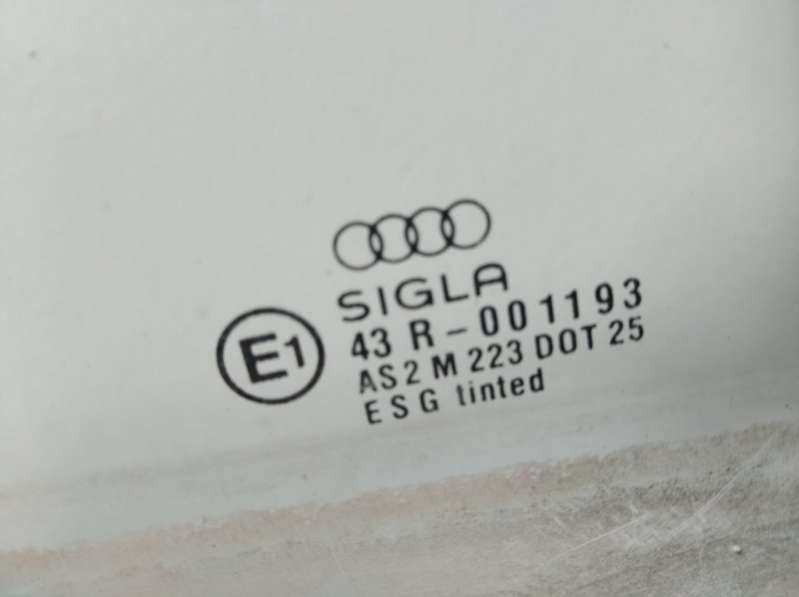 SIGLA
E1
43 R-001193
AS2 M 223 DOT 25
ESG tinted